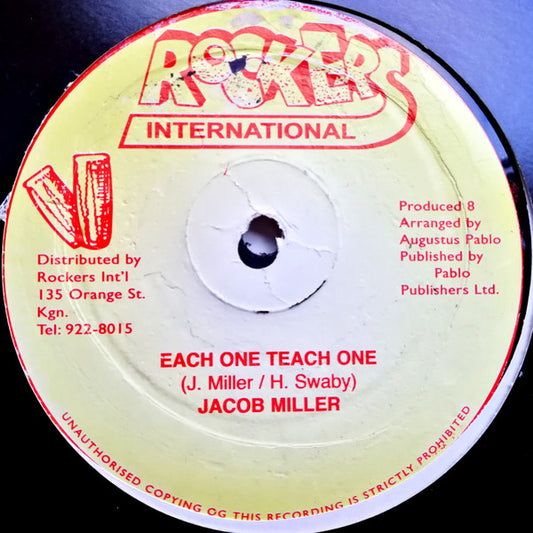 ROCKERS
INTERNATIONAL
Distributed by
Rockers Int'l
135 Orange St.
Kgn.
Tel: 922-8015
Produced 8
Arranged by
Augustus Pablo
Published by
Pablo
Publishers Ltd.
EACH ONE TEACH ONE
(J. Miller / H. Swaby)
JACOB MILLER
UNAUTHORISED COPYING OG THIS RECORDING IS STRICTLY PROHIBITED